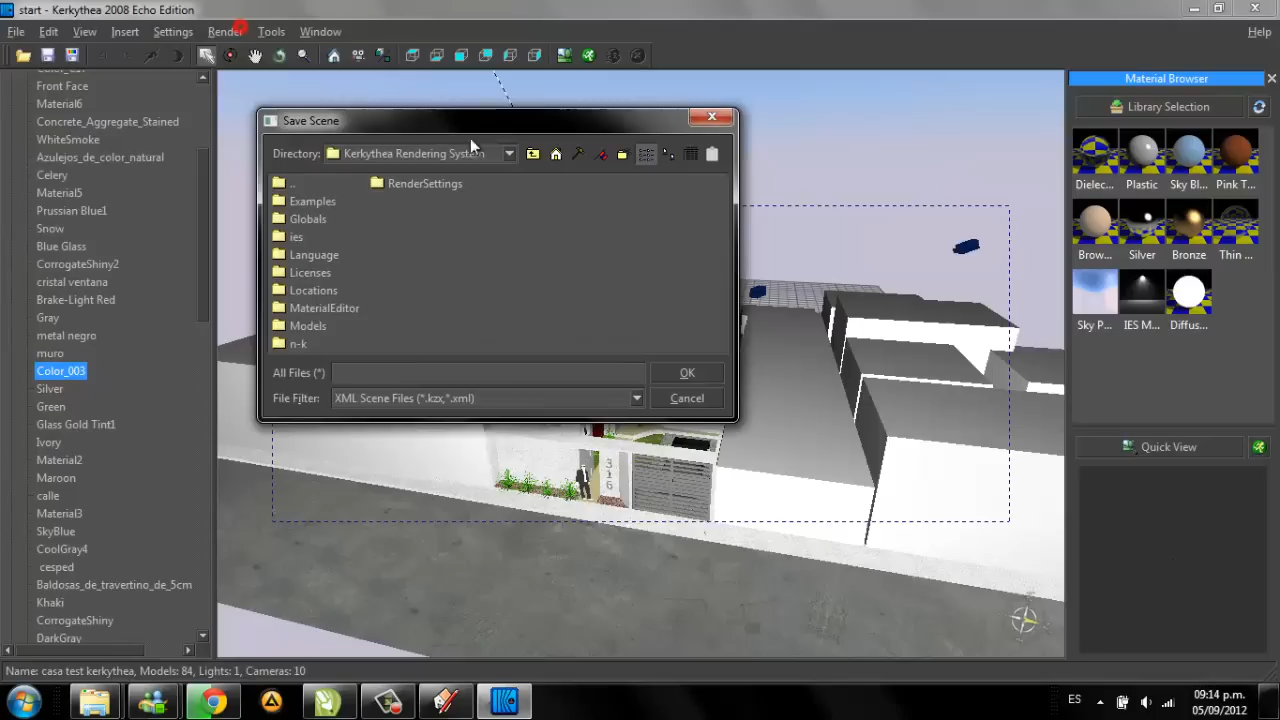 start - Kerkythea 2008 Echo Edition
File Edit View Insert Settings Render Tools Window Help
Front Face
Material6
Concrete_Aggregate_Stained
WhiteSmoke
Azulejos_de_color_natural
Celery
Material5
Prussian Blue1
Snow
Blue Glass
CorrogateShiny2
cristal ventana
Brake-Light Red
Gray
metal negro
muro
Color_003
Silver
Green
Glass Gold Tint1
Ivory
Material2
Maroon
calle
Material3
SkyBlue
CoolGray4
cesped
Baldosas_de_travertino_de_5cm
Khaki
CorrogateShiny
DarkGray
Save Scene
Directory: Kerkythea Rendering System
..
Examples
Globals
ies
Language
Licenses
Locations
MaterialEditor
Models
n-k
RenderSettings
All Files (*)
OK
File Filter: XML Scene Files (*.kzx,*.xml)
Cancel
316
Material Browser
Library Selection
Dielec... Plastic Sky Bl... Pink T...
Brow... Silver Bronze Thin ...
Sky P... IES M... Diffus...
Quick View
Name: casa test kerkythea, Models: 84, Lights: 1, Cameras: 10
ES
09:14 p.m.
05/09/2012